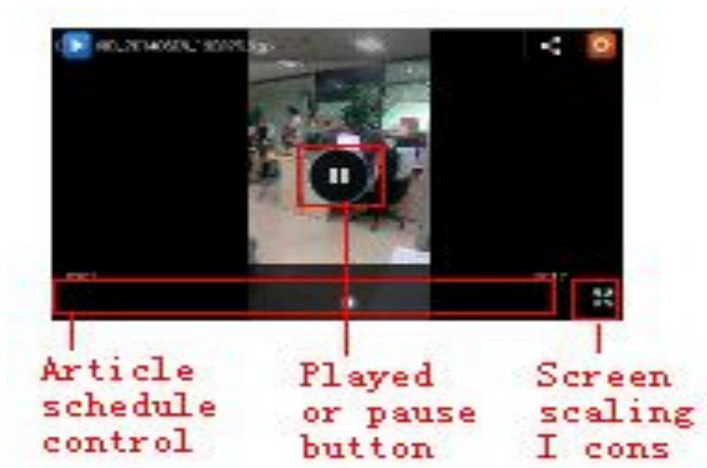 Article
schedule
control
Played
or pause
button
Screen
scaling
I cons